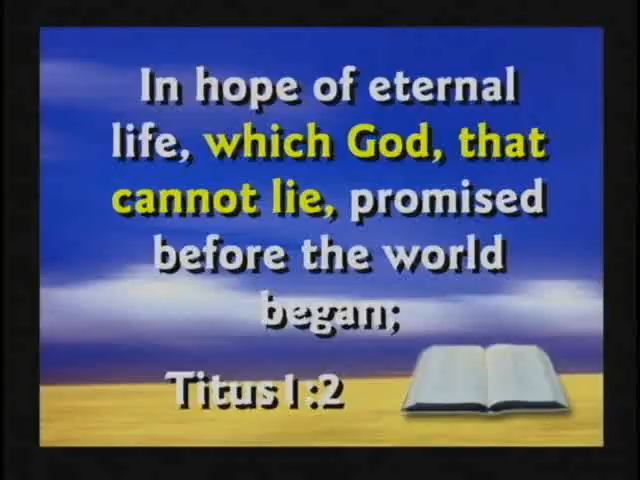 In hope of eternal
life, which God, that
cannot lie, promised
before the world
began;
Titus 1:2